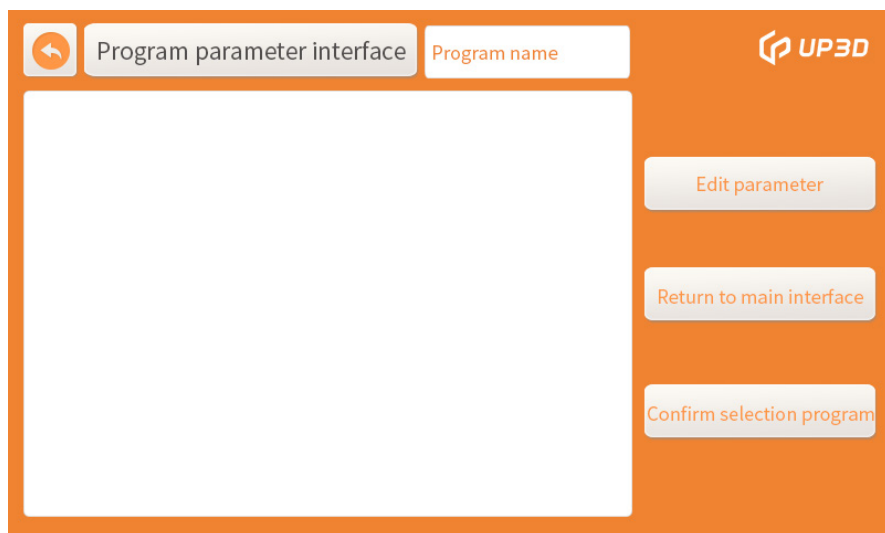 Program parameter interface
Program name
UP3D
Edit parameter
Return to main interface
Confirm selection program